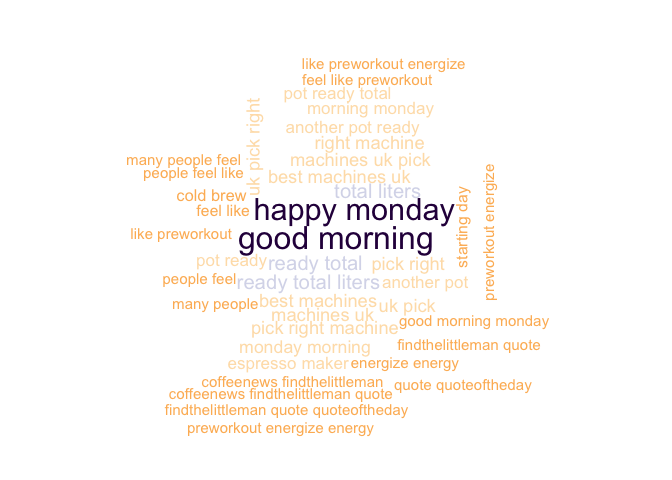 like preworkout energize
feel like preworkout
pot ready total
morning monday
another pot ready
right machine
uk pick right
many people feel
machines uk pick
people feel like
best machines uk
cold brew
total liters
feel like
happy monday
starting day
preworkout energize
like preworkout
good morning
pot ready
ready total
pick right
people feel
ready total liters
another pot
many people
best machines
uk pick
machines uk
pick right machine
good morning monday
monday morning
findthelittleman quote
espresso maker
energize energy
coffeenews findthelittleman
quote quoteoftheday
coffeenews findthelittleman quote
findthelittleman quote quoteoftheday
preworkout energize energy